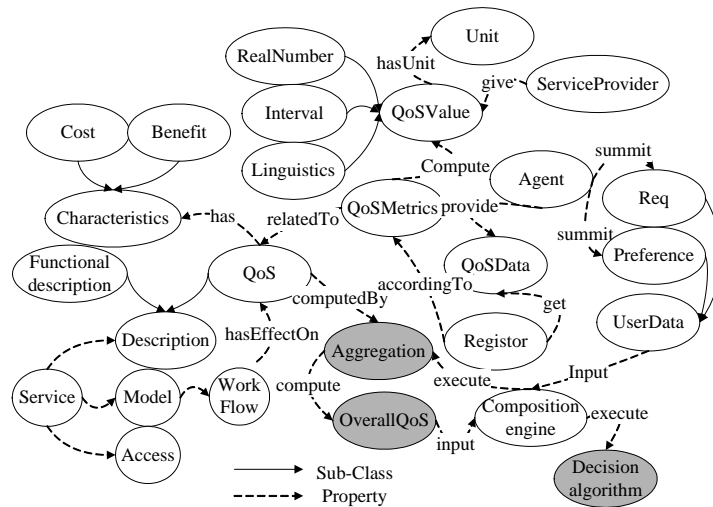 Unit
RealNumber
hasUnit
give
ServiceProvider
Interval
QoSValue
Cost
Benefit
Linguistics
Compute
summit
Agent
Req
Characteristics
has
relatedTo
QoSMetrics
provide
summit
Preference
Functional
description
QoS
QoSData
computedBy
accordingTo
get
UserData
Description
hasEffectOn
Aggregation
Registor
Service
Model
Work
Flow
compute
execute
Input
OverallQoS
input
Composition
engine
execute
Access
Sub-Class
Property
Decision
algorithm